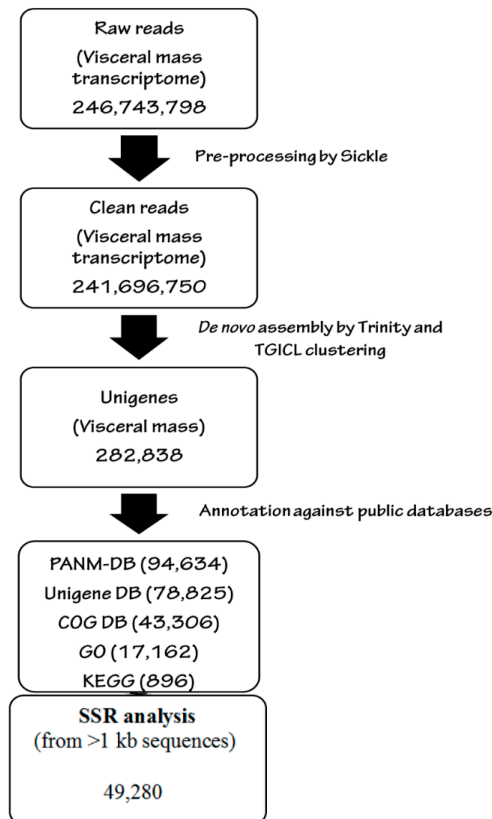 Raw reads
(Visceral mass
transcriptome)
246,743,798
Pre-processing by Sickle
Clean reads
(Visceral mass
transcriptome)
241,696,750
De novo assembly by Trinity and
TGICL clustering
Unigenes
(Visceral mass)
282,838
Annotation against public databases
PANM-DB (94,634)
Unigene DB (78,825)
COG DB (43,306)
GO (17,162)
KEGG (896)
SSR analysis
(from >1 kb sequences)
49,280